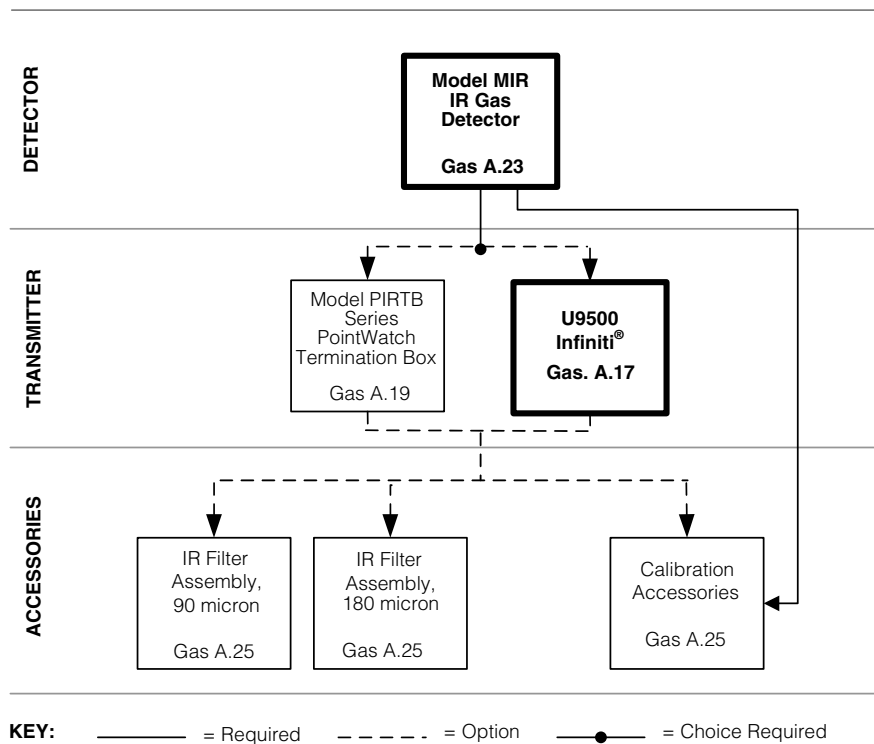 DETECTOR
Model MIR
IR Gas
Detector
Gas A.23
TRANSMITTER
Model PIRTB
Series
PointWatch
Termination Box
Gas A.19
U9500
Infiniti®
Gas. A.17
ACCESSORIES
IR Filter
Assembly,
90 micron
Gas A.25
IR Filter
Assembly,
180 micron
Gas A.25
Calibration
Accessories
Gas A.25
KEY: = Required = Option = Choice Required